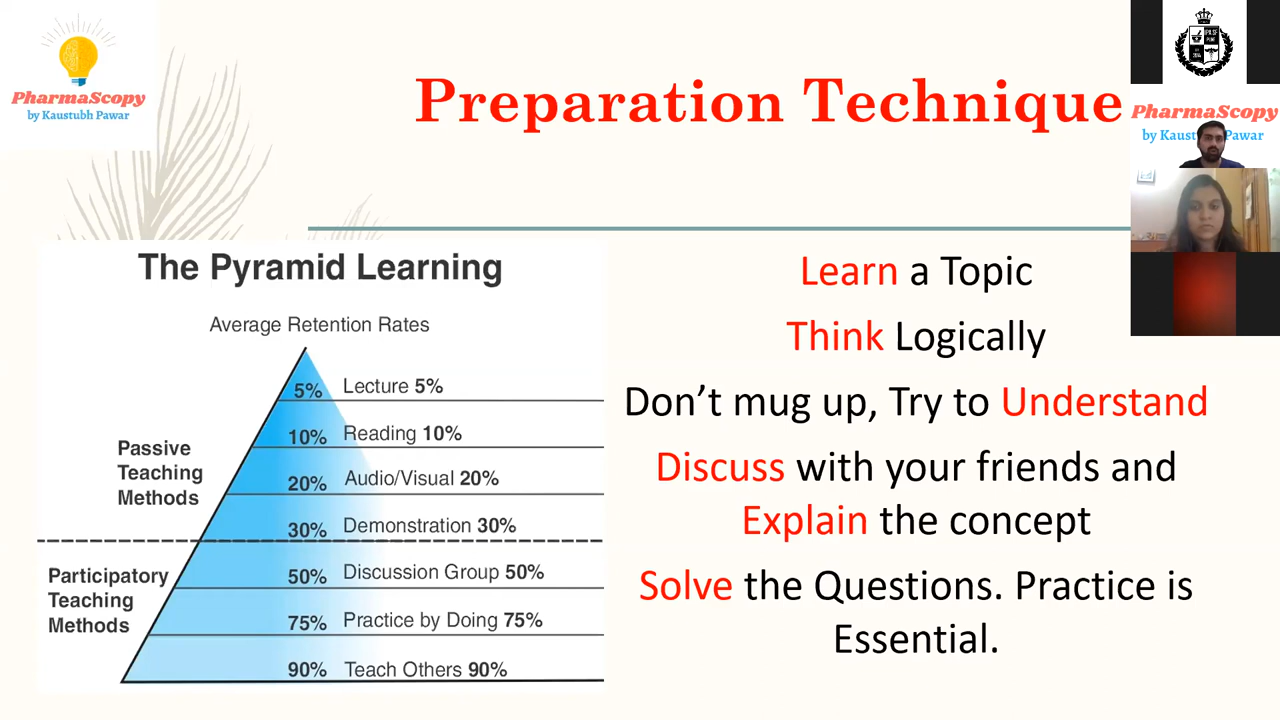 PharmaScopy
by Kaustubh Pawar
Preparation Technique
PharmaScopy
The Pyramid Learning
Average Retention Rates
5% Lecture 5%
10% Reading 10%
20% Audio/Visual 20%
30% Demonstration 30%
50% Discussion Group 50%
75% Practice by Doing 75%
90% Teach Others 90%
Passive
Teaching
Methods
Participatory
Teaching
Methods
Learn a Topic
Think Logically
Don't mug up, Try to Understand
Discuss with your friends and
Explain the concept
Solve the Questions. Practice is
Essential.